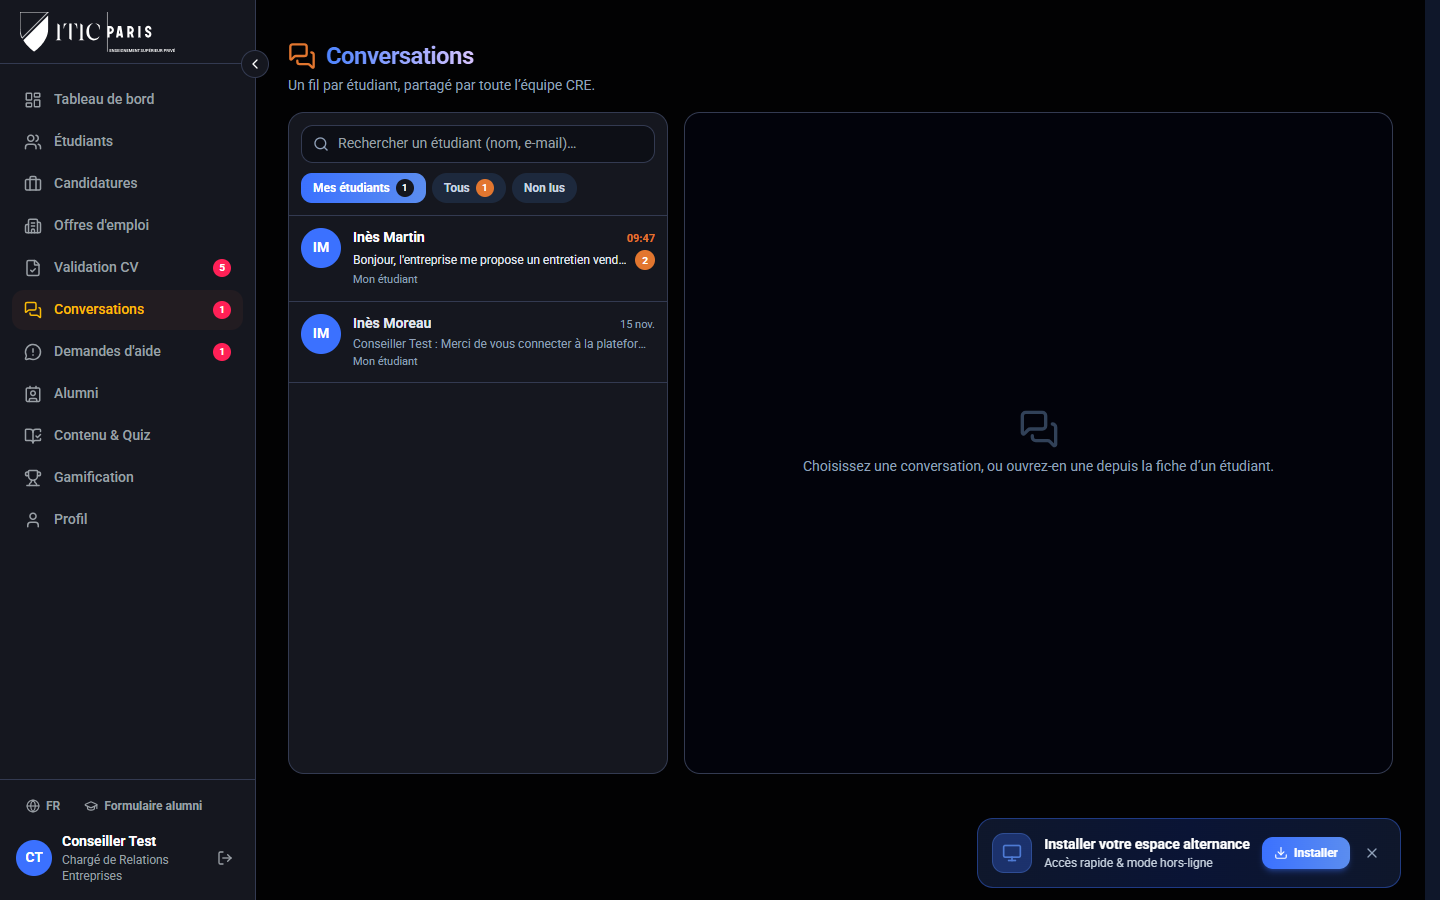 ITIC PARIS
ENSEIGNEMENT SUPÉRIEUR PRIVÉ
Tableau de bord
Étudiants
Candidatures
Offres d'emploi
Validation CV 5
Conversations 1
Demandes d'aide 1
Alumni
Contenu & Quiz
Gamification
Profil
FR Formulaire alumni
CT
Conseiller Test
Chargé de Relations
Entreprises
Conversations
Un fil par étudiant, partagé par toute l’équipe CRE.
Rechercher un étudiant (nom, e-mail)…
Mes étudiants 1 Tous 1 Non lus
IM
Inès Martin 09:47
Bonjour, l'entreprise me propose un entretien vend… 2
Mon étudiant
IM
Inès Moreau 15 nov.
Conseiller Test : Merci de vous connecter à la platefor…
Mon étudiant
Choisissez une conversation, ou ouvrez-en une depuis la fiche d’un étudiant.
Installer votre espace alternance
Accès rapide & mode hors-ligne
Installer